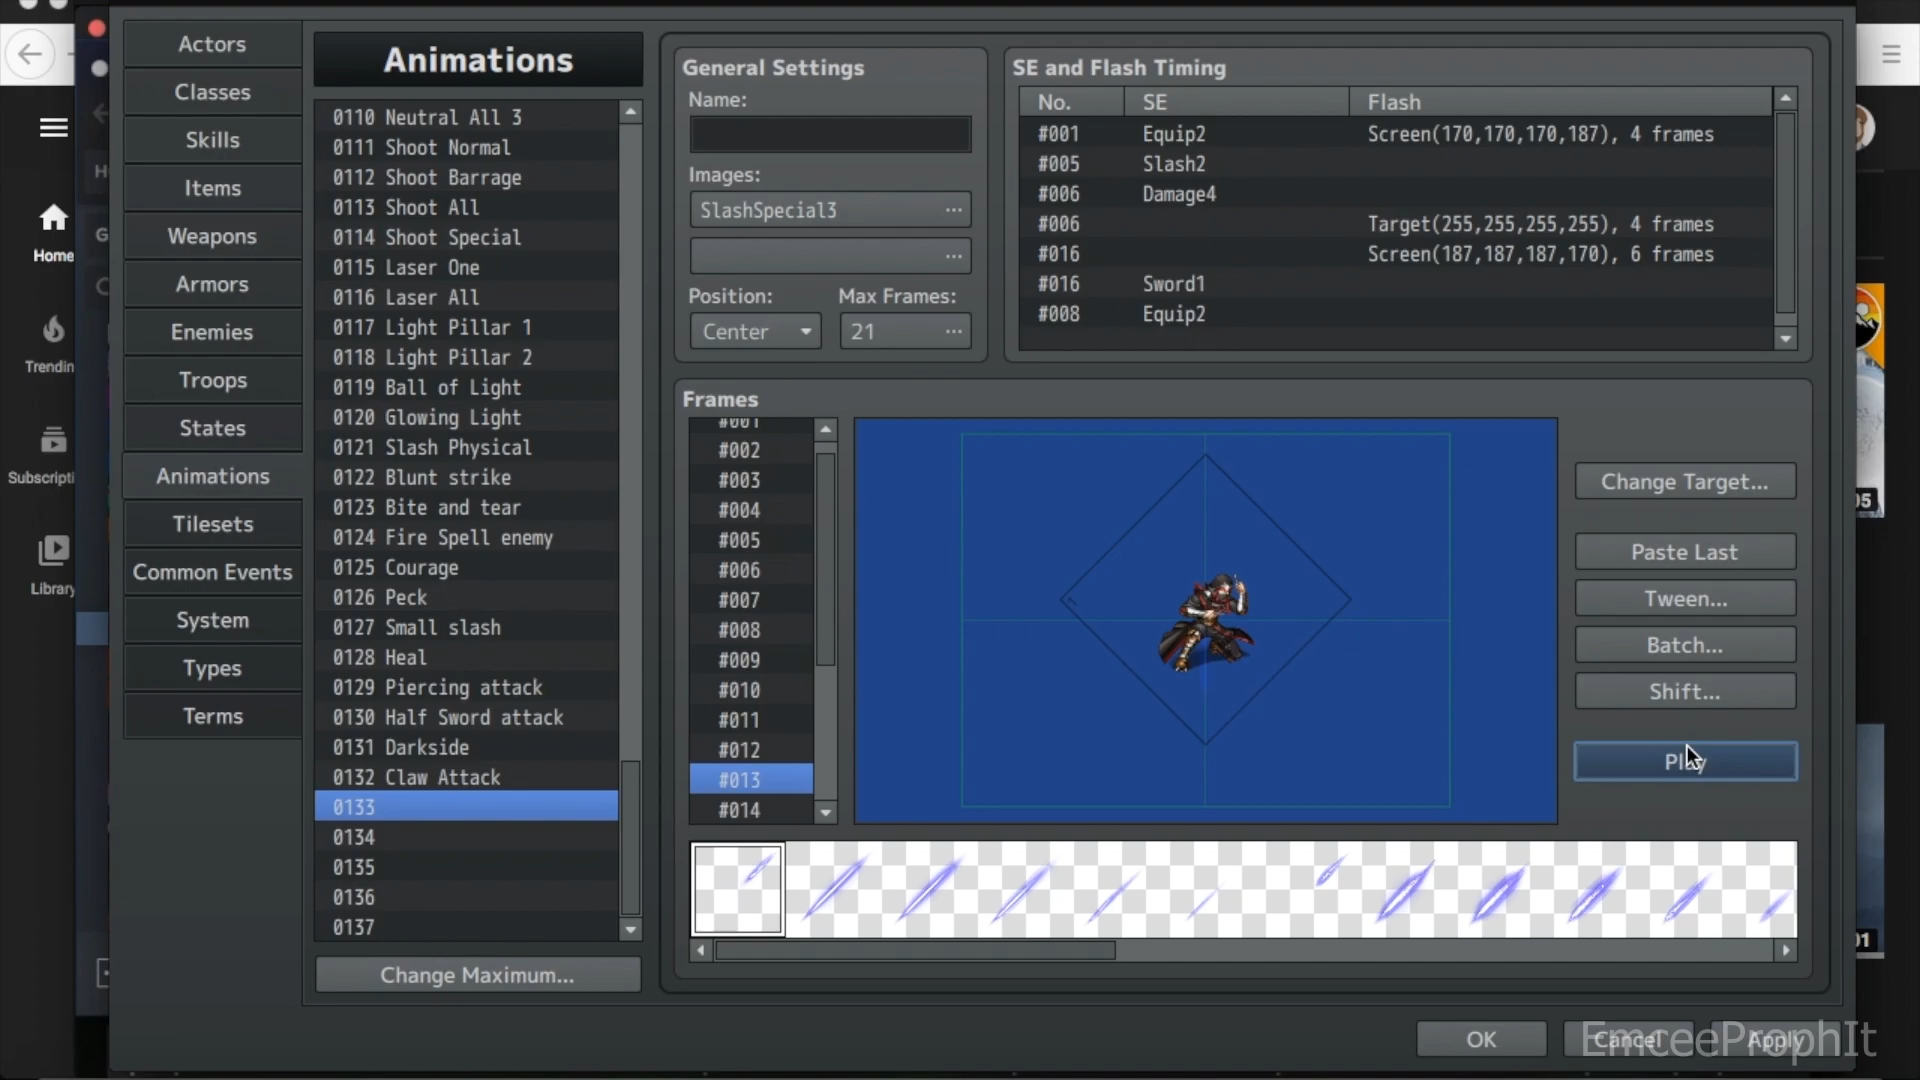 Home
Trendin
Subscripti
Library
Actors
Classes
Skills
Items
Weapons
Armors
Enemies
Troops
States
Animations
Tilesets
Common Events
System
Types
Terms
Animations
0110 Neutral All 3
0111 Shoot Normal
0112 Shoot Barrage
0113 Shoot All
0114 Shoot Special
0115 Laser One
0116 Laser All
0117 Light Pillar 1
0118 Light Pillar 2
0119 Ball of Light
0120 Glowing Light
0121 Slash Physical
0122 Blunt strike
0123 Bite and tear
0124 Fire Spell enemy
0125 Courage
0126 Peck
0127 Small slash
0128 Heal
0129 Piercing attack
0130 Half Sword attack
0131 Darkside
0132 Claw Attack
0133
0134
0135
0136
0137
Change Maximum...
General Settings
Name:
Images:
SlashSpecial3 ...
...
Position: Max Frames:
Center 21 ...
SE and Flash Timing
No. SE Flash
#001 Equip2 Screen(170,170,170,187), 4 frames
#005 Slash2
#006 Damage4
#006 Target(255,255,255,255), 4 frames
#016 Screen(187,187,187,170), 6 frames
#016 Sword1
#008 Equip2
Frames
#001
#002
#003
#004
#005
#006
#007
#008
#009
#010
#011
#012
#013
#014
Change Target...
Paste Last
Tween...
Batch...
Shift...
Play
OK
Cancel
Apply
EmceeProphIt
05
01